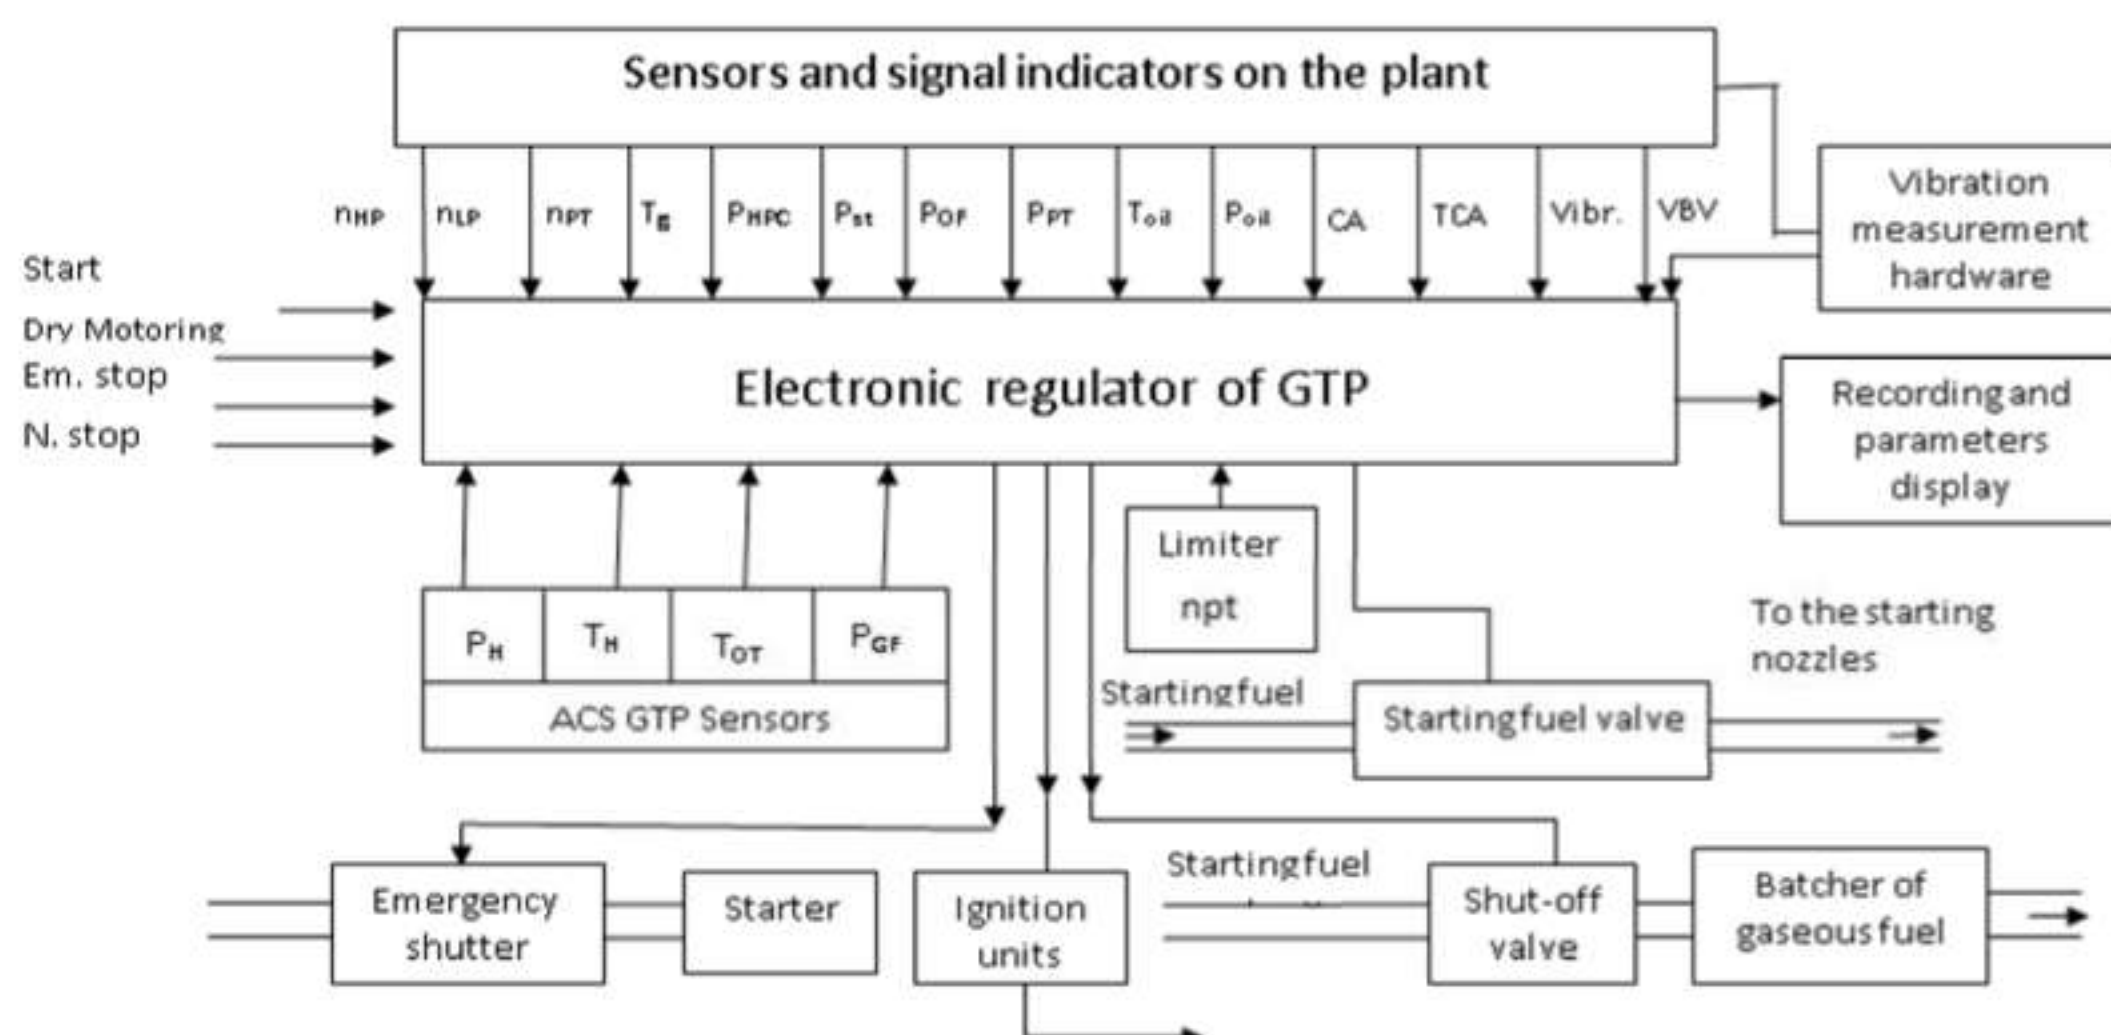 Sensors and signal indicators on the plant
nHP nLP nPT Tg PHPC Pst POF PPT Toil Poil CA TCA Vibr. VBV
Vibration
measurement
hardware
Start
Dry Motoring
Em. stop
N. stop
Electronic regulator of GTP
Recording and
parameters
display
Limiter
npt
PH TH TOT PGF
ACS GTP Sensors
To the starting
nozzles
Starting fuel
Starting fuel valve
Emergency
shutter
Starter
Ignition
units
Starting fuel
Shut-off
valve
Batcher of
gaseous fuel